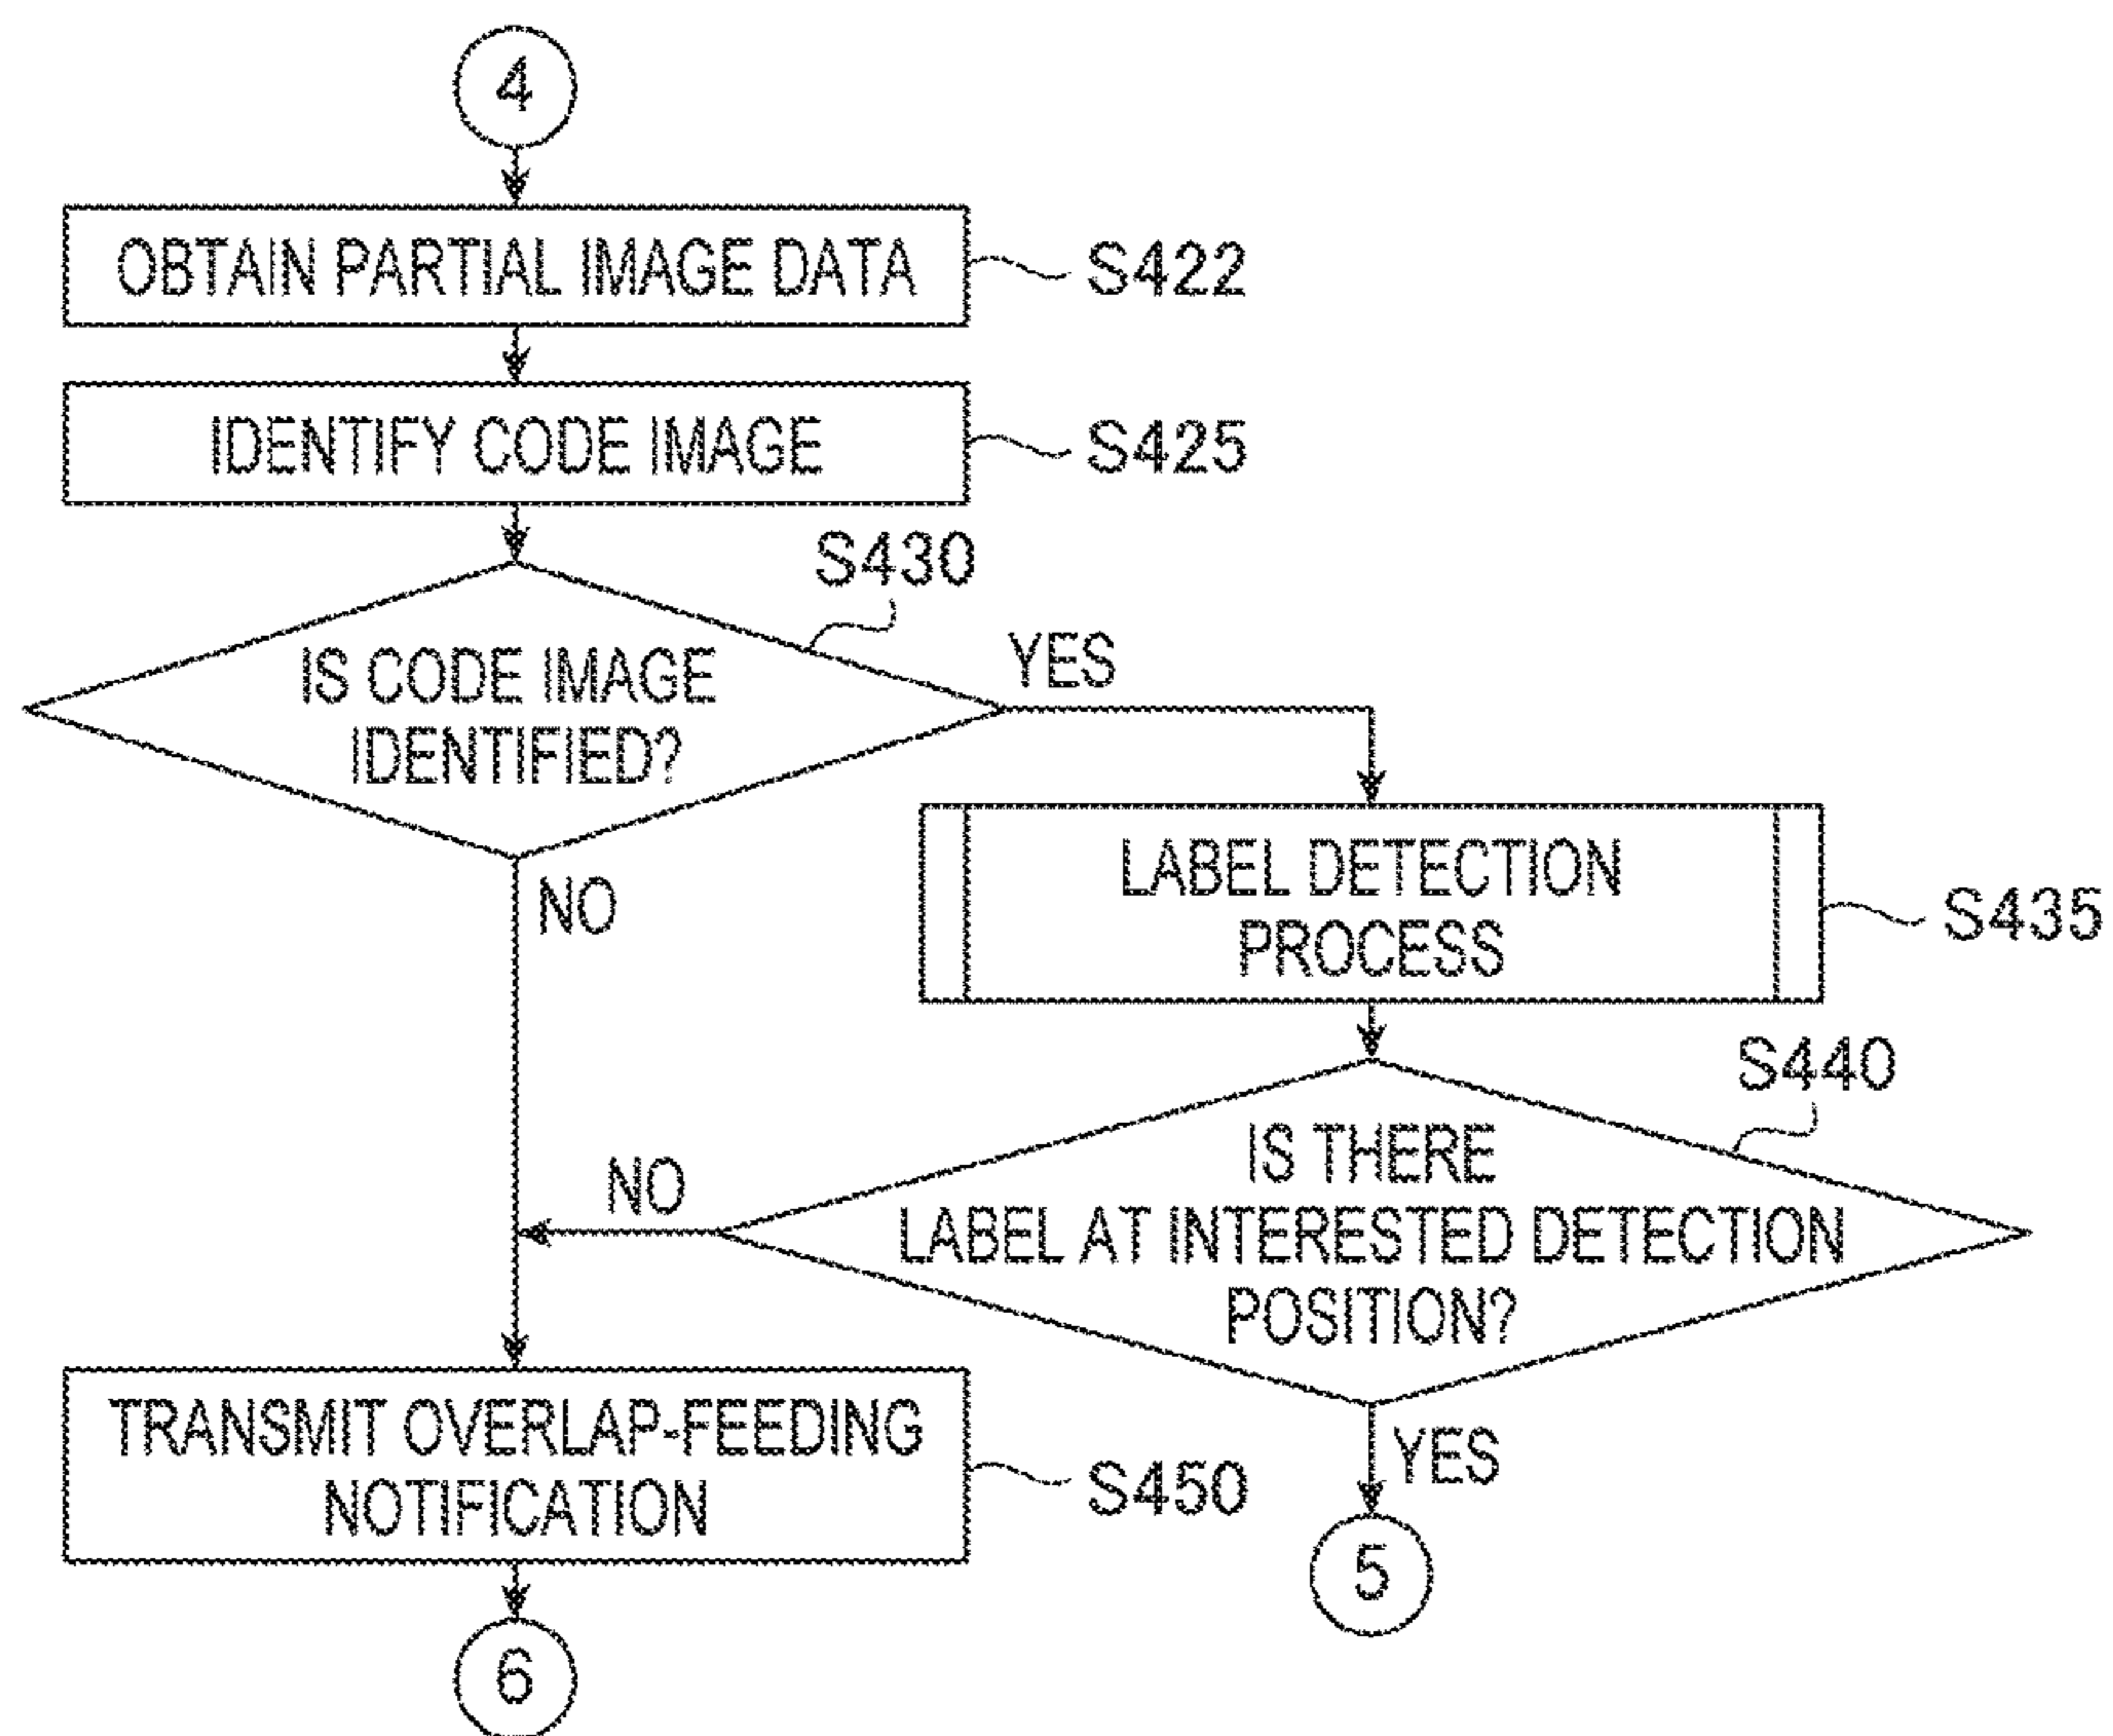 4
OBTAIN PARTIAL IMAGE DATA
S422
IDENTIFY CODE IMAGE
S425
S430
IS CODE IMAGE
IDENTIFIED?
YES
NO
LABEL DETECTION
PROCESS
S435
S440
IS THERE
LABEL AT INTERESTED DETECTION
POSITION?
NO
YES
TRANSMIT OVERLAP-FEEDING
NOTIFICATION
S450
5
6